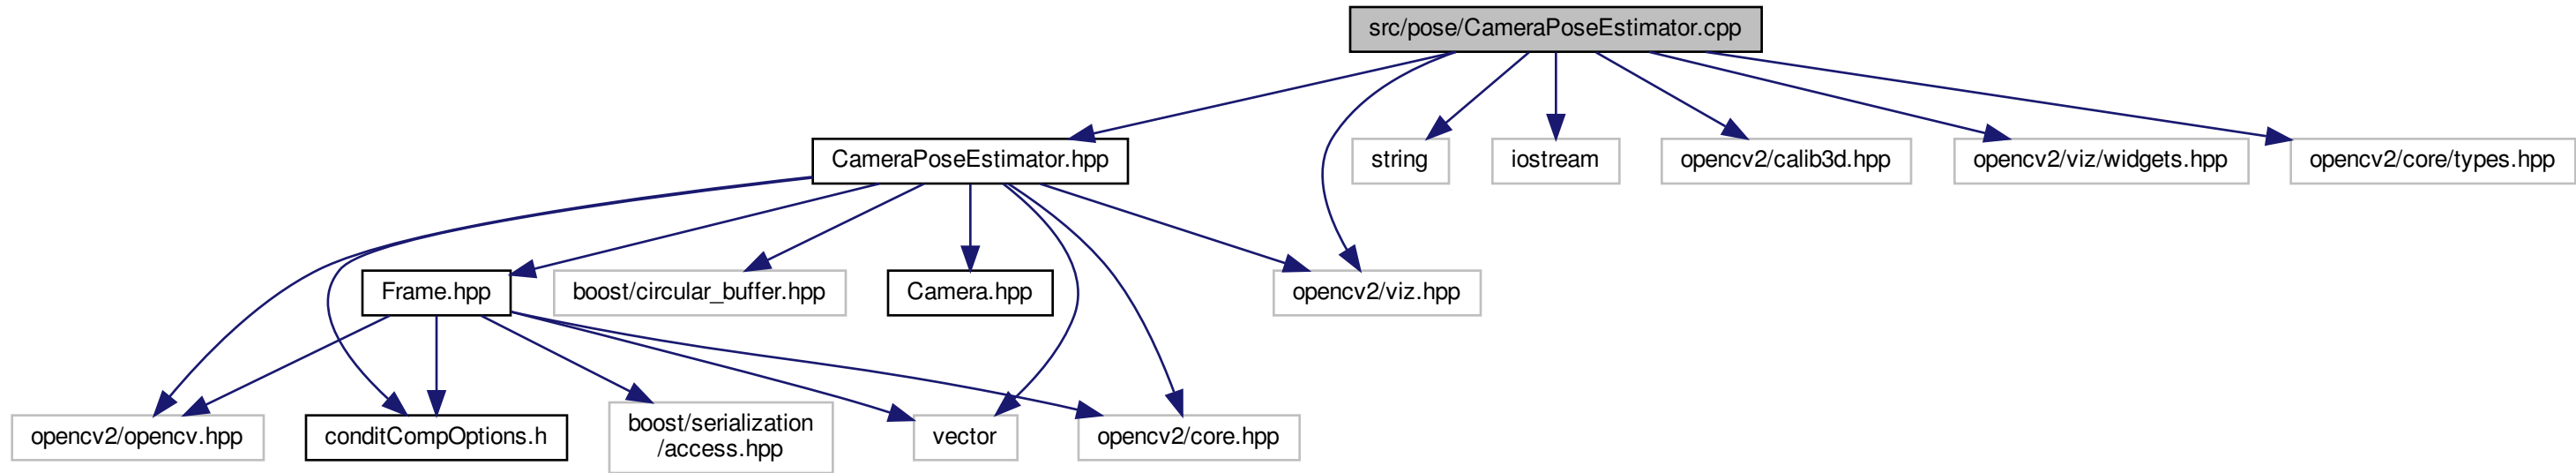 src/pose/CameraPoseEstimator.cpp
CameraPoseEstimator.hpp
string
iostream
opencv2/calib3d.hpp
opencv2/viz/widgets.hpp
opencv2/core/types.hpp
Frame.hpp
boost/circular_buffer.hpp
Camera.hpp
opencv2/viz.hpp
opencv2/opencv.hpp
conditCompOptions.h
boost/serialization
/access.hpp
vector
opencv2/core.hpp